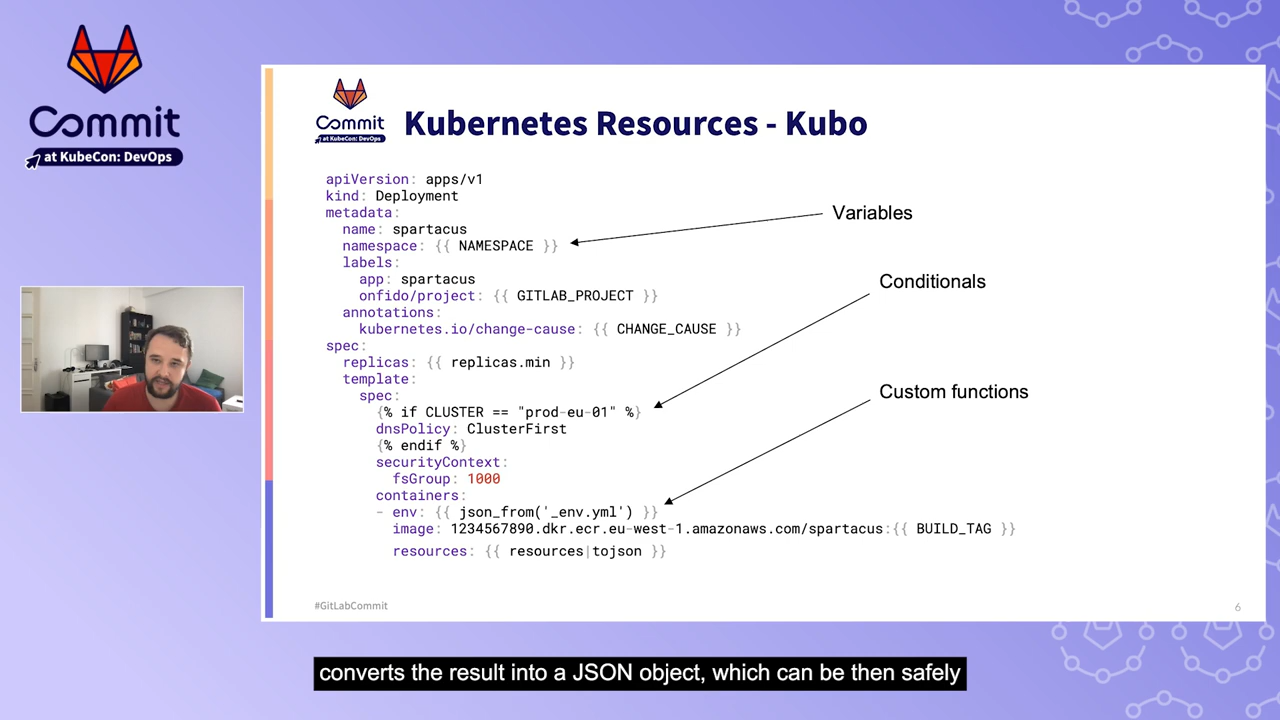 Commit
at KubeCon: DevOps
Commit
at KubeCon: DevOps
Kubernetes Resources - Kubo
apiVersion: apps/v1
kind: Deployment
metadata:
  name: spartacus
  namespace: {{ NAMESPACE }}
  labels:
    app: spartacus
    onfido/project: {{ GITLAB_PROJECT }}
  annotations:
    kubernetes.io/change-cause: {{ CHANGE_CAUSE }}
spec:
  replicas: {{ replicas.min }}
  template:
    spec:
      {% if CLUSTER == "prod-eu-01" %}
      dnsPolicy: ClusterFirst
      {% endif %}
      securityContext:
        fsGroup: 1000
      containers:
      - env: {{ json_from('_env.yml') }}
        image: 1234567890.dkr.ecr.eu-west-1.amazonaws.com/spartacus:{{ BUILD_TAG }}
        resources: {{ resources|tojson }}
Variables
Conditionals
Custom functions
#GitLabCommit
6
converts the result into a JSON object, which can be then safely